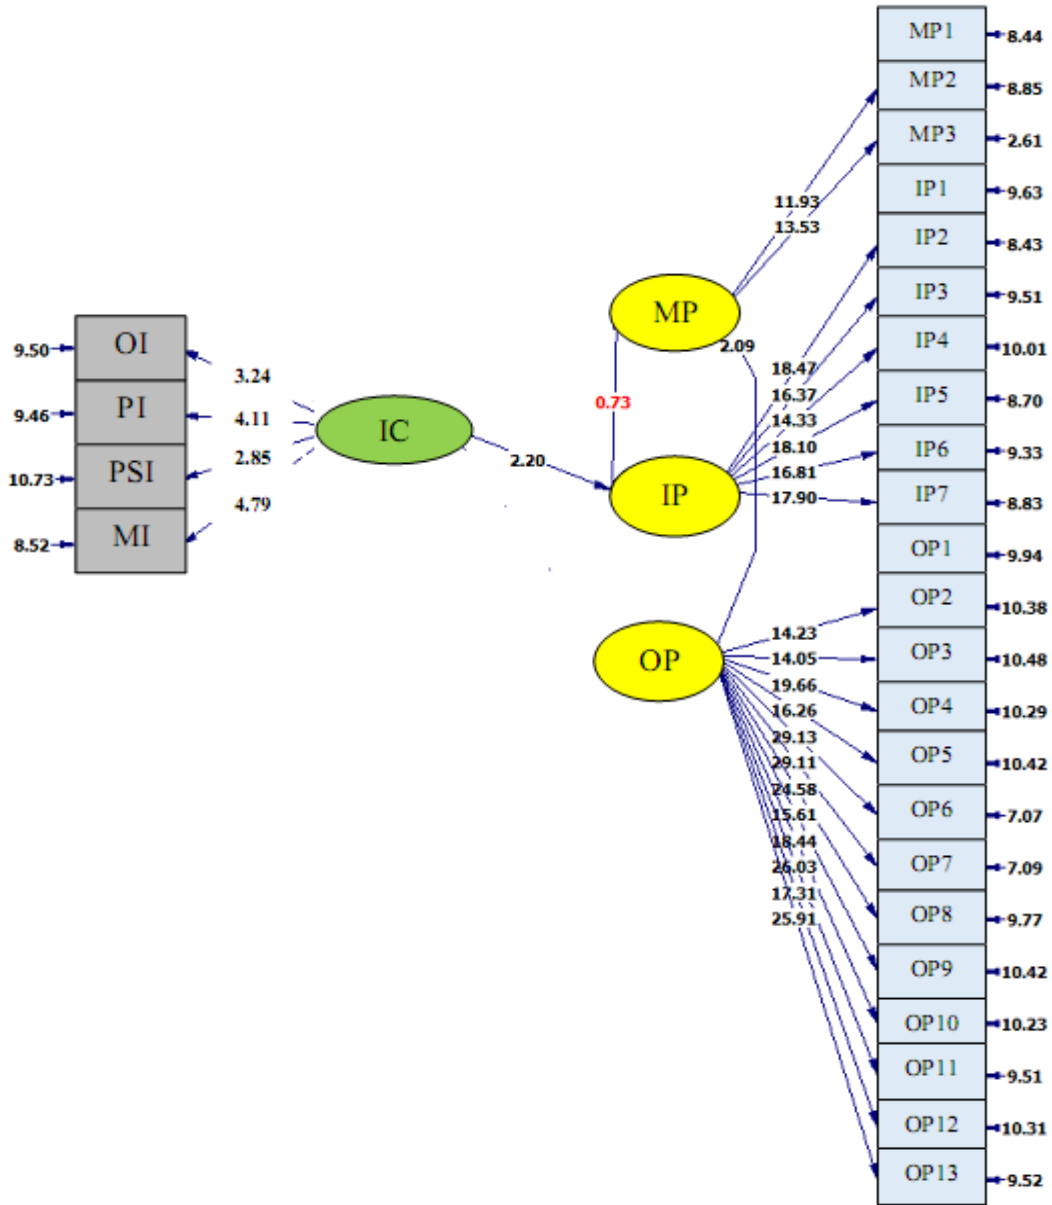 MP1 8.44
MP2 8.85
MP3 2.61
IP1 9.63
IP2 8.43
IP3 9.51
IP4 10.01
IP5 8.70
IP6 9.33
IP7 8.83
OP1 9.94
OP2 10.38
OP3 10.48
OP4 10.29
OP5 10.42
OP6 7.07
OP7 7.09
OP8 9.77
OP9 10.42
OP10 10.23
OP11 9.51
OP12 10.31
OP13 9.52
11.93
13.53
MP
2.09
18.47
16.37
14.33
18.10
16.81
17.90
0.73
9.50 OI
9.46 PI
10.73 PSI
8.52 MI
3.24
4.11
2.85
4.79
IC
2.20
IP
OP
14.23
14.05
19.66
16.26
29.13
29.11
24.58
15.61
18.44
26.03
17.31
25.91